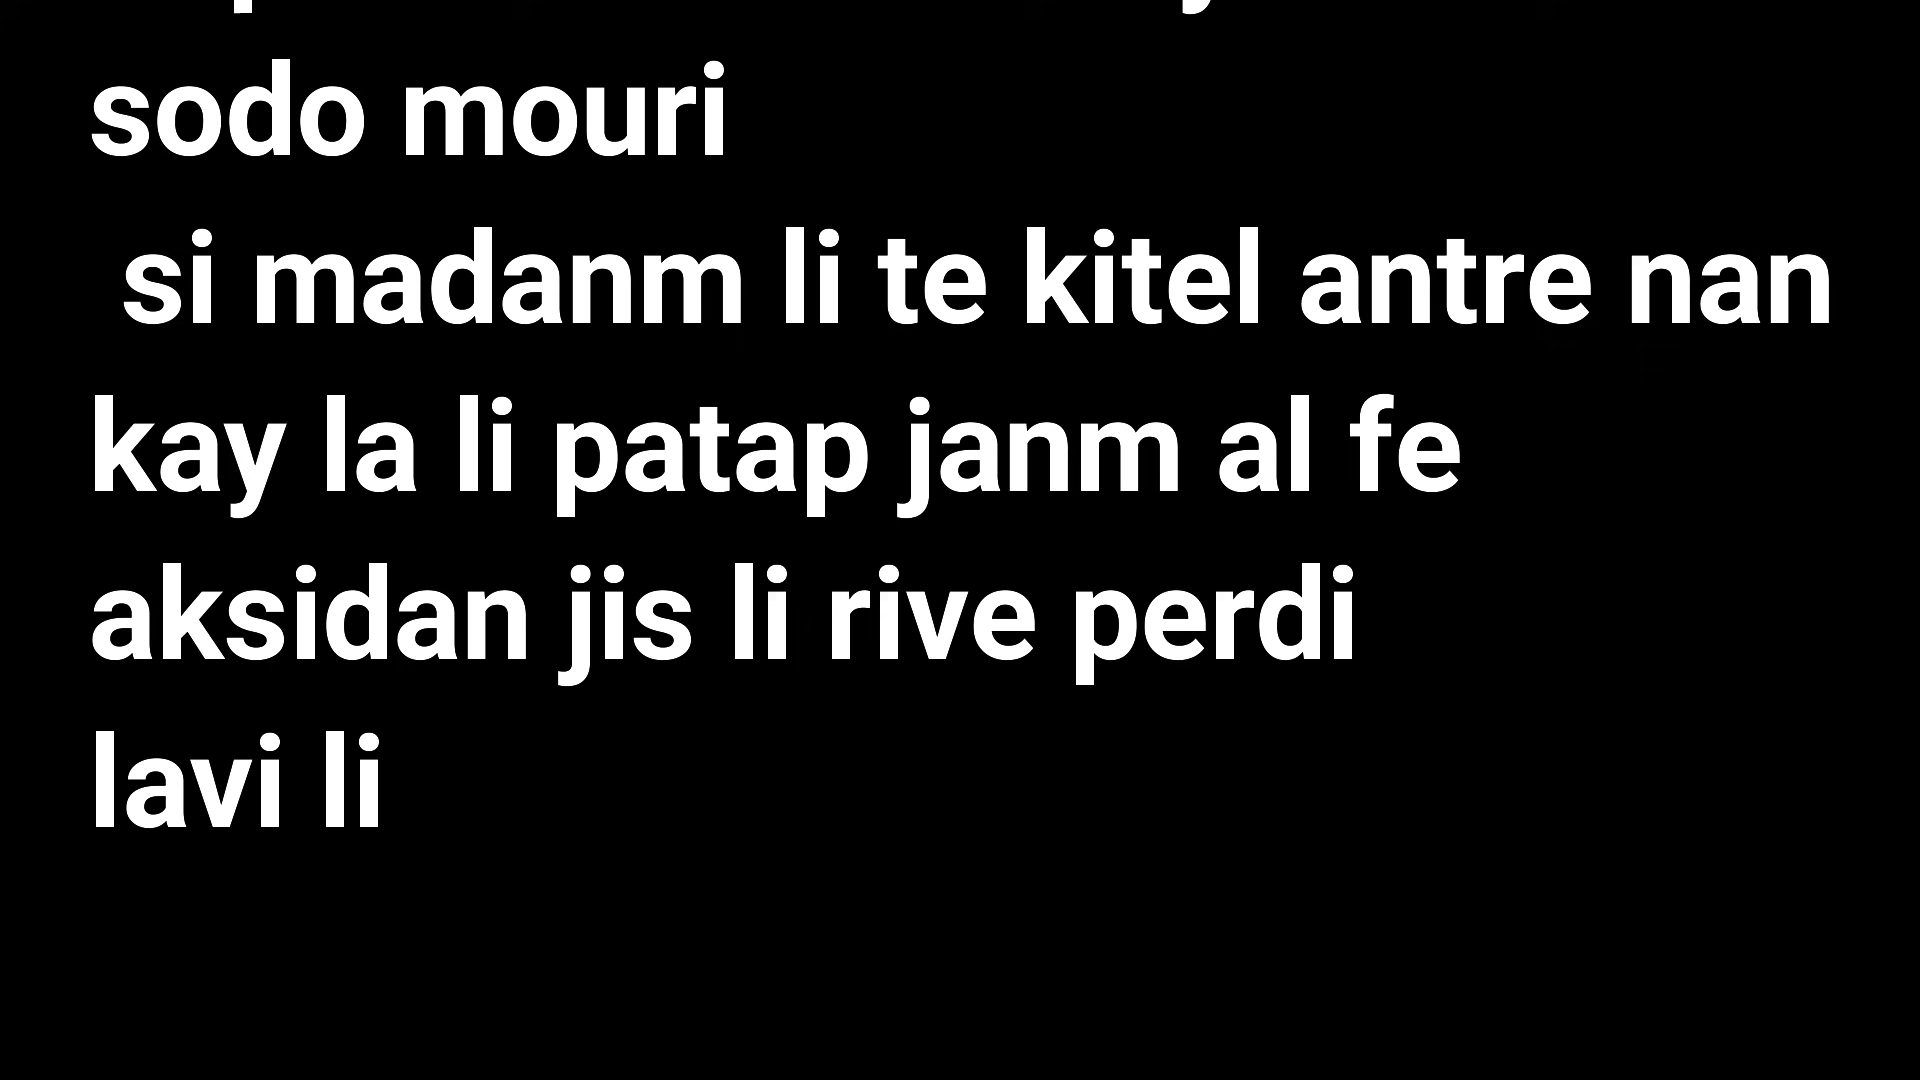 sodo mouri
si madanm li te kitel antre nan
kay la li patap janm al fe
aksidan jis li rive perdi
lavi li